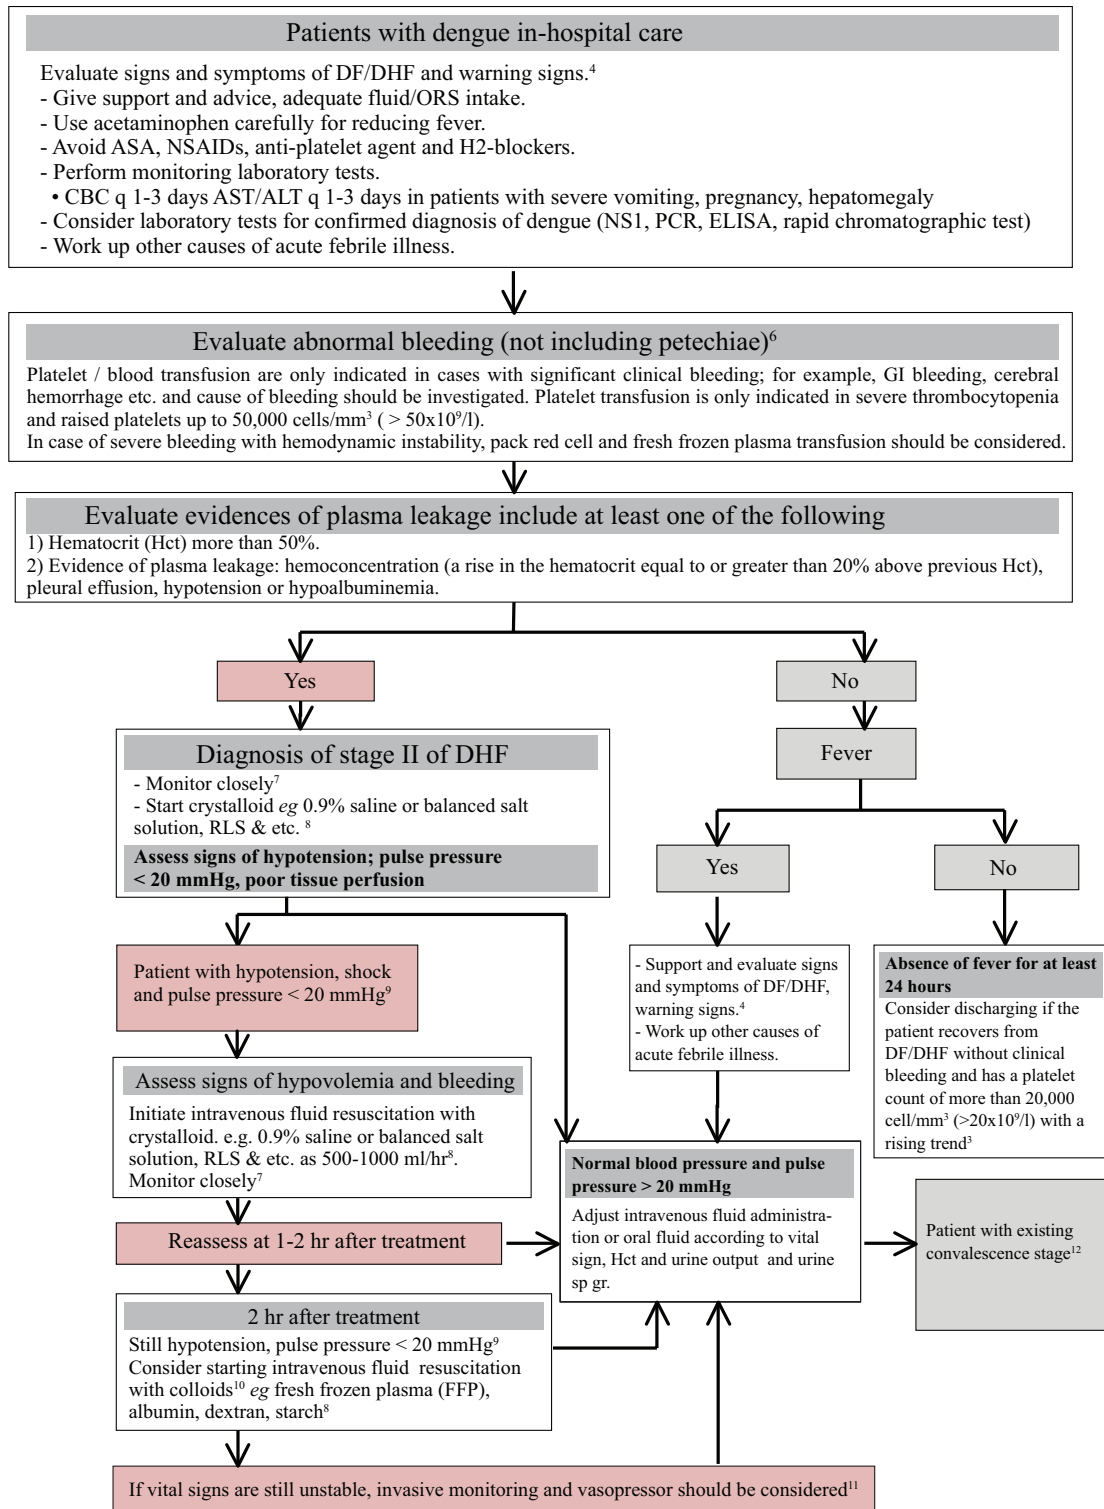 Patients with dengue in-hospital care
Evaluate signs and symptoms of DF/DHF and warning signs.⁴
- Give support and advice, adequate fluid/ORS intake.
- Use acetaminophen carefully for reducing fever.
- Avoid ASA, NSAIDs, anti-platelet agent and H2-blockers.
- Perform monitoring laboratory tests.
• CBC q 1-3 days AST/ALT q 1-3 days in patients with severe vomiting, pregnancy, hepatomegaly
- Consider laboratory tests for confirmed diagnosis of dengue (NS1, PCR, ELISA, rapid chromatographic test)
- Work up other causes of acute febrile illness.
Evaluate abnormal bleeding (not including petechiae)⁶
Platelet / blood transfusion are only indicated in cases with significant clinical bleeding; for example, GI bleeding, cerebral
hemorrhage etc. and cause of bleeding should be investigated. Platelet transfusion is only indicated in severe thrombocytopenia
and raised platelets up to 50,000 cells/mm³ ( > 50x10⁹/l).
In case of severe bleeding with hemodynamic instability, pack red cell and fresh frozen plasma transfusion should be considered.
Evaluate evidences of plasma leakage include at least one of the following
1) Hematocrit (Hct) more than 50%.
2) Evidence of plasma leakage: hemoconcentration (a rise in the hematocrit equal to or greater than 20% above previous Hct),
pleural effusion, hypotension or hypoalbuminemia.
Yes
No
Diagnosis of stage II of DHF
- Monitor closely⁷
- Start crystalloid eg 0.9% saline or balanced salt
solution, RLS & etc. ⁸
Assess signs of hypotension; pulse pressure
< 20 mmHg, poor tissue perfusion
Fever
Yes
No
Patient with hypotension, shock
and pulse pressure < 20 mmHg⁹
- Support and evaluate signs
and symptoms of DF/DHF,
warning signs.⁴
- Work up other causes of
acute febrile illness.
Absence of fever for at least
24 hours
Consider discharging if the
patient recovers from
DF/DHF without clinical
bleeding and has a platelet
count of more than 20,000
cell/mm³ (>20x10⁹/l) with a
rising trend³
Assess signs of hypovolemia and bleeding
Initiate intravenous fluid resuscitation with
crystalloid. e.g. 0.9% saline or balanced salt
solution, RLS & etc. as 500-1000 ml/hr⁸.
Monitor closely⁷
Normal blood pressure and pulse
pressure > 20 mmHg
Adjust intravenous fluid administra-
tion or oral fluid according to vital
sign, Hct and urine output and urine
sp gr.
Patient with existing
convalescence stage¹²
Reassess at 1-2 hr after treatment
2 hr after treatment
Still hypotension, pulse pressure < 20 mmHg⁹
Consider starting intravenous fluid resuscitation
with colloids¹⁰ eg fresh frozen plasma (FFP),
albumin, dextran, starch⁸
If vital signs are still unstable, invasive monitoring and vasopressor should be considered¹¹